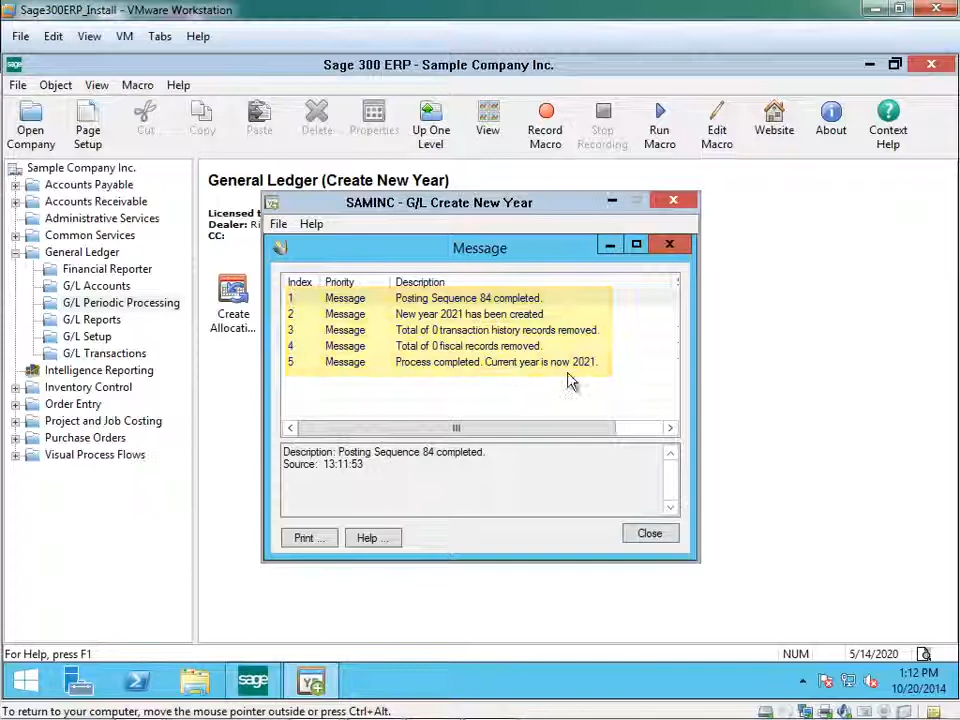 Sage300ERP_Install - VMware Workstation
File Edit View VM Tabs Help
sage Sage 300 ERP - Sample Company Inc.
File Object View Macro Help
Open Company
Page Setup
Cut
Copy
Paste
Delete
Properties
Up One Level
View
Record Macro
Stop Recording
Run Macro
Edit Macro
Website
About
Context Help
Sample Company Inc.
Accounts Payable
Accounts Receivable
Administrative Services
Common Services
General Ledger
Financial Reporter
G/L Accounts
G/L Periodic Processing
G/L Reports
G/L Setup
G/L Transactions
Intelligence Reporting
Inventory Control
Order Entry
Project and Job Costing
Purchase Orders
Visual Process Flows
General Ledger (Create New Year)
Licensed
Dealer:
CC:
Create
Allocati...
SAMINC - G/L Create New Year
File Help
Message
Index Priority Description
1 Message Posting Sequence 84 completed.
2 Message New year 2021 has been created
3 Message Total of 0 transaction history records removed.
4 Message Total of 0 fiscal records removed.
5 Message Process completed. Current year is now 2021.
Description: Posting Sequence 84 completed.
Source: 13:11:53
Print ... Help ... Close
For Help, press F1 NUM 5/14/2020
sage
1:12 PM
10/20/2014
To return to your computer, move the mouse pointer outside or press Ctrl+Alt.